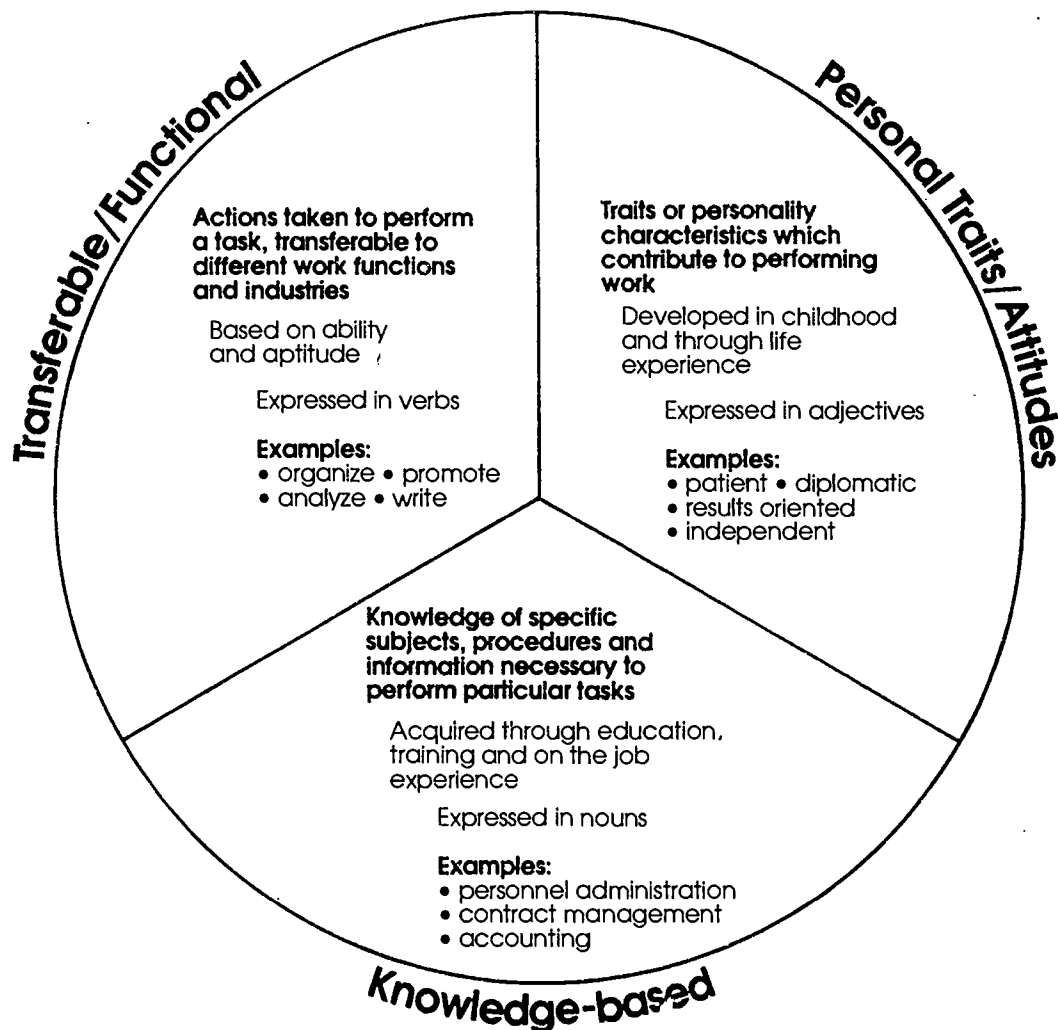 Transferable/Functional
Actions taken to perform
a task, transferable to
different work functions
and industries
Based on ability
and aptitude
Expressed in verbs
Examples:
• organize • promote
• analyze • write
Personal Traits/Attitudes
Traits or personality
characteristics which
contribute to performing
work
Developed in childhood
and through life
experience
Expressed in adjectives
Examples:
• patient • diplomatic
• results oriented
• independent
Knowledge of specific
subjects, procedures and
information necessary to
perform particular tasks
Acquired through education,
training and on the job
experience
Expressed in nouns
Examples:
• personnel administration
• contract management
• accounting
Knowledge-based